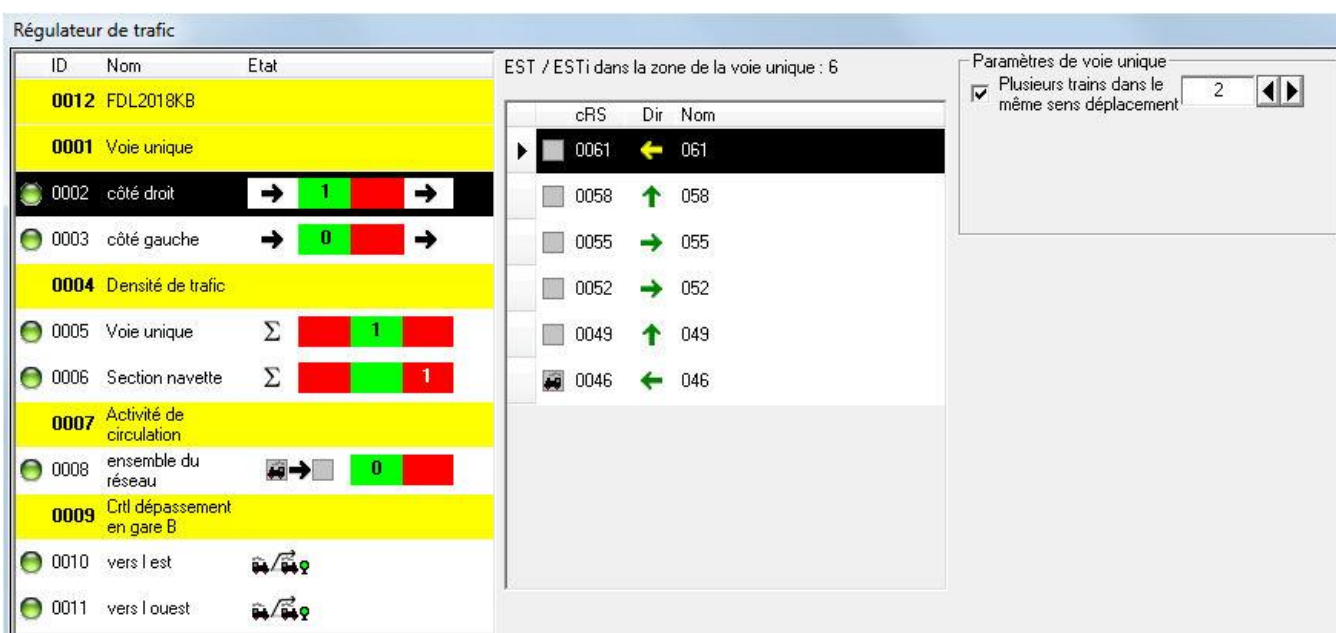 Régulateur de trafic
ID Nom Etat
0012 FDL2018KB
0001 Voie unique
0002 côté droit 1
0003 côté gauche 0
0004 Densité de trafic
0005 Voie unique Σ 1
0006 Section navette Σ 1
0007 Activité de
circulation
0008 ensemble du
réseau 0
0009 Crtl dépassement
en gare B
0010 vers l est
0011 vers l ouest
EST / ESTi dans la zone de la voie unique : 6
cRS Dir Nom
0061 061
0058 058
0055 055
0052 052
0049 049
0046 046
Paramètres de voie unique
Plusieurs trains dans le
même sens déplacement 2